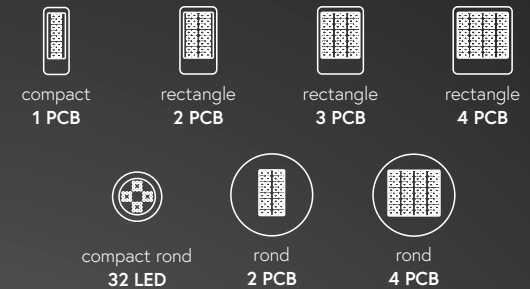 compact
1 PCB
rectangle
2 PCB
rectangle
3 PCB
rectangle
4 PCB
compact rond
32 LED
rond
2 PCB
rond
4 PCB